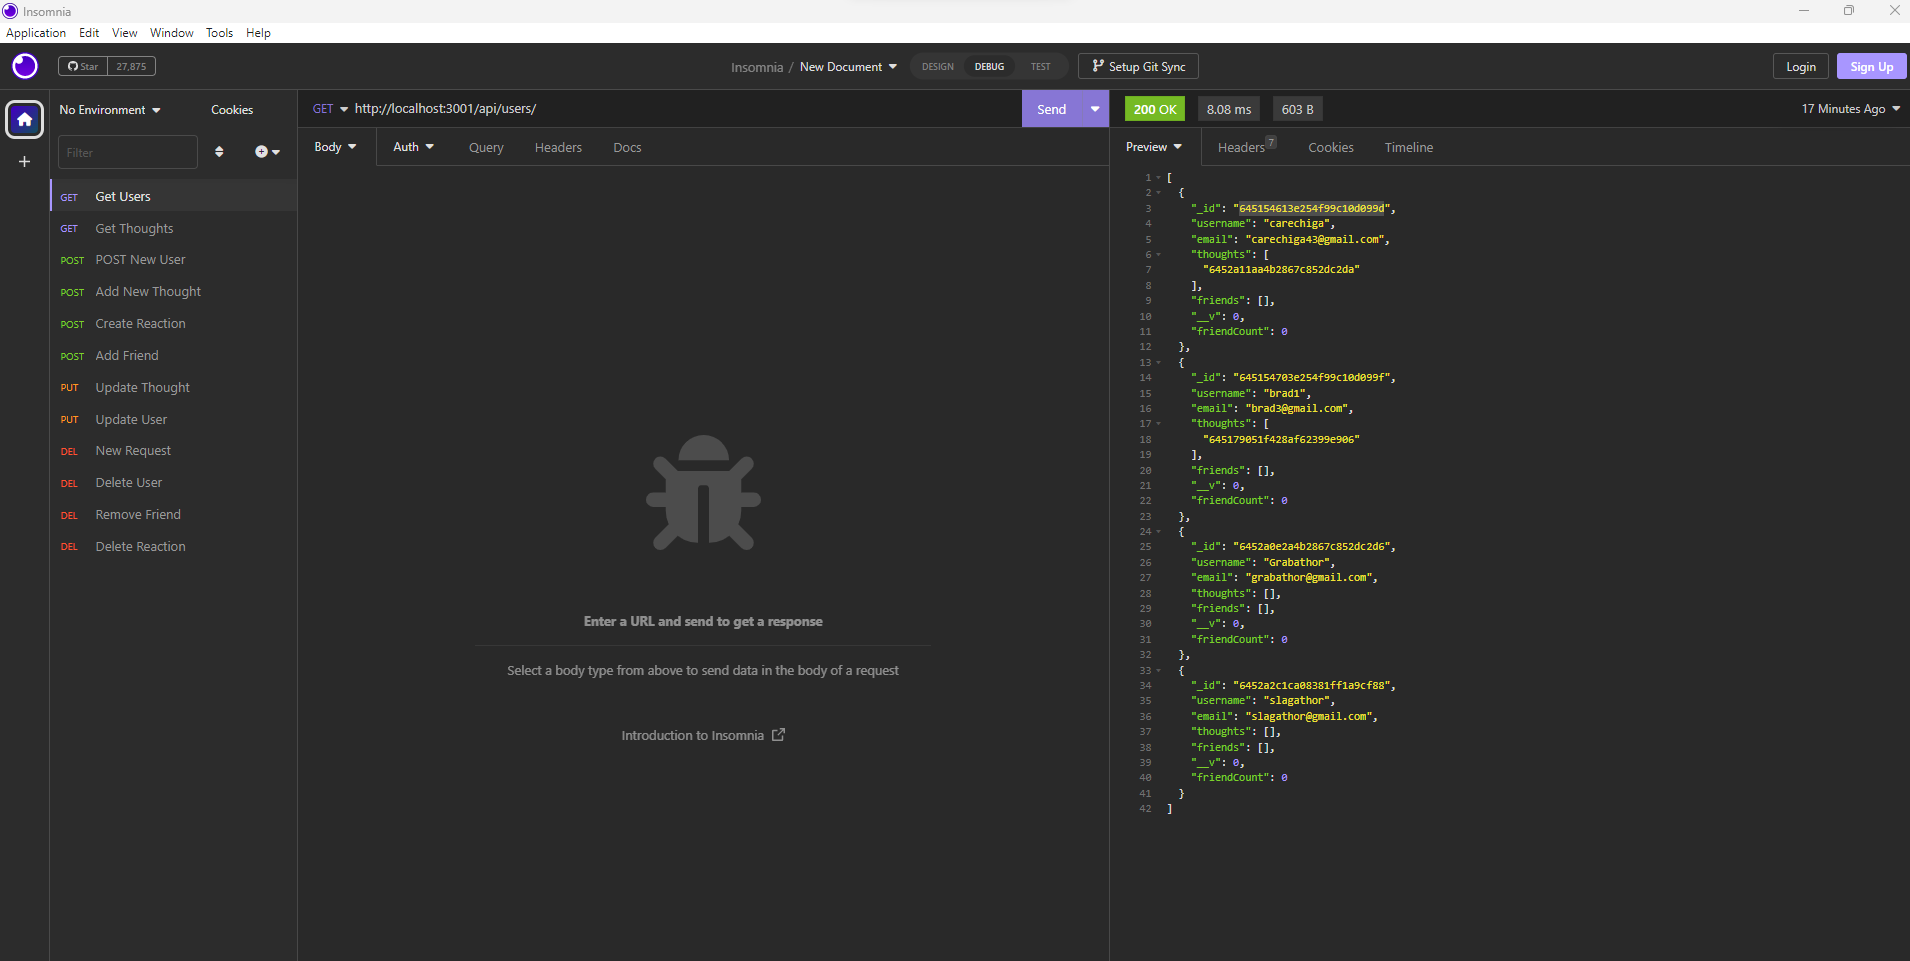 Insomnia
Application Edit View Window Tools Help
Star 27,875
Insomnia / New Document
DESIGN DEBUG TEST
Setup Git Sync
Login Sign Up
No Environment Cookies
Filter
GET Get Users
GET Get Thoughts
POST POST New User
POST Add New Thought
POST Create Reaction
POST Add Friend
PUT Update Thought
PUT Update User
DEL New Request
DEL Delete User
DEL Remove Friend
DEL Delete Reaction
GET http://localhost:3001/api/users/ Send
Body Auth Query Headers Docs
Enter a URL and send to get a response
Select a body type from above to send data in the body of a request
Introduction to Insomnia
200 OK 8.08 ms 603 B 17 Minutes Ago
Preview Headers 7 Cookies Timeline
1 [
2 {
3 "_id": "645154613e254f99c10d099d",
4 "username": "carechiga",
5 "email": "carechiga43@gmail.com",
6 "thoughts": [
7 "6452a11aa4b2867c852dc2da"
8 ],
9 "friends": [],
10 "__v": 0,
11 "friendCount": 0
12 },
13 {
14 "_id": "645154703e254f99c10d099f",
15 "username": "brad1",
16 "email": "brad3@gmail.com",
17 "thoughts": [
18 "645179051f428af62399e906"
19 ],
20 "friends": [],
21 "__v": 0,
22 "friendCount": 0
23 },
24 {
25 "_id": "6452a0e2a4b2867c852dc2d6",
26 "username": "Grabathor",
27 "email": "grabathor@gmail.com",
28 "thoughts": [],
29 "friends": [],
30 "__v": 0,
31 "friendCount": 0
32 },
33 {
34 "_id": "6452a2c1ca08381ff1a9cf88",
35 "username": "slagathor",
36 "email": "slagathor@gmail.com",
37 "thoughts": [],
38 "friends": [],
39 "__v": 0,
40 "friendCount": 0
41 }
42 ]